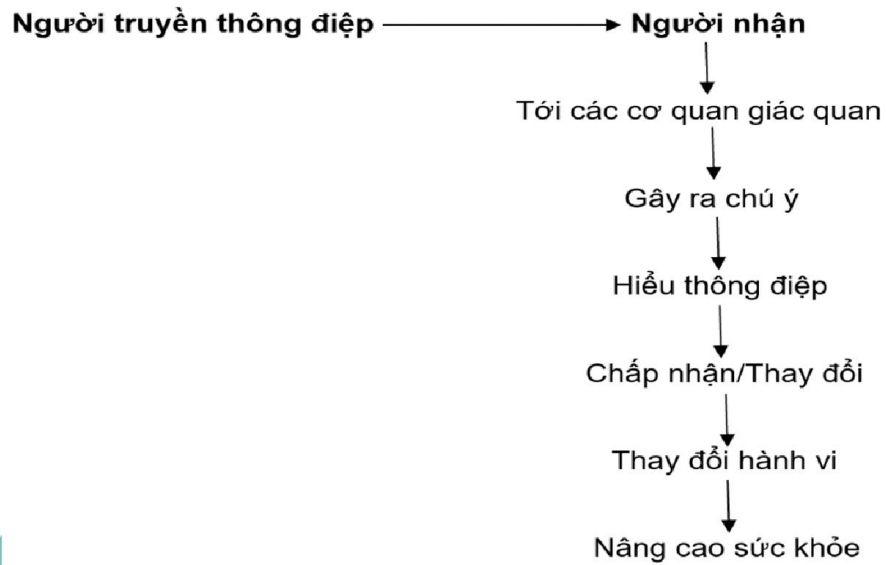 Người truyền thông điệp
Người nhận
Tới các cơ quan giác quan
Gây ra chú ý
Hiểu thông điệp
Chấp nhận/Thay đổi
Thay đổi hành vi
Nâng cao sức khỏe